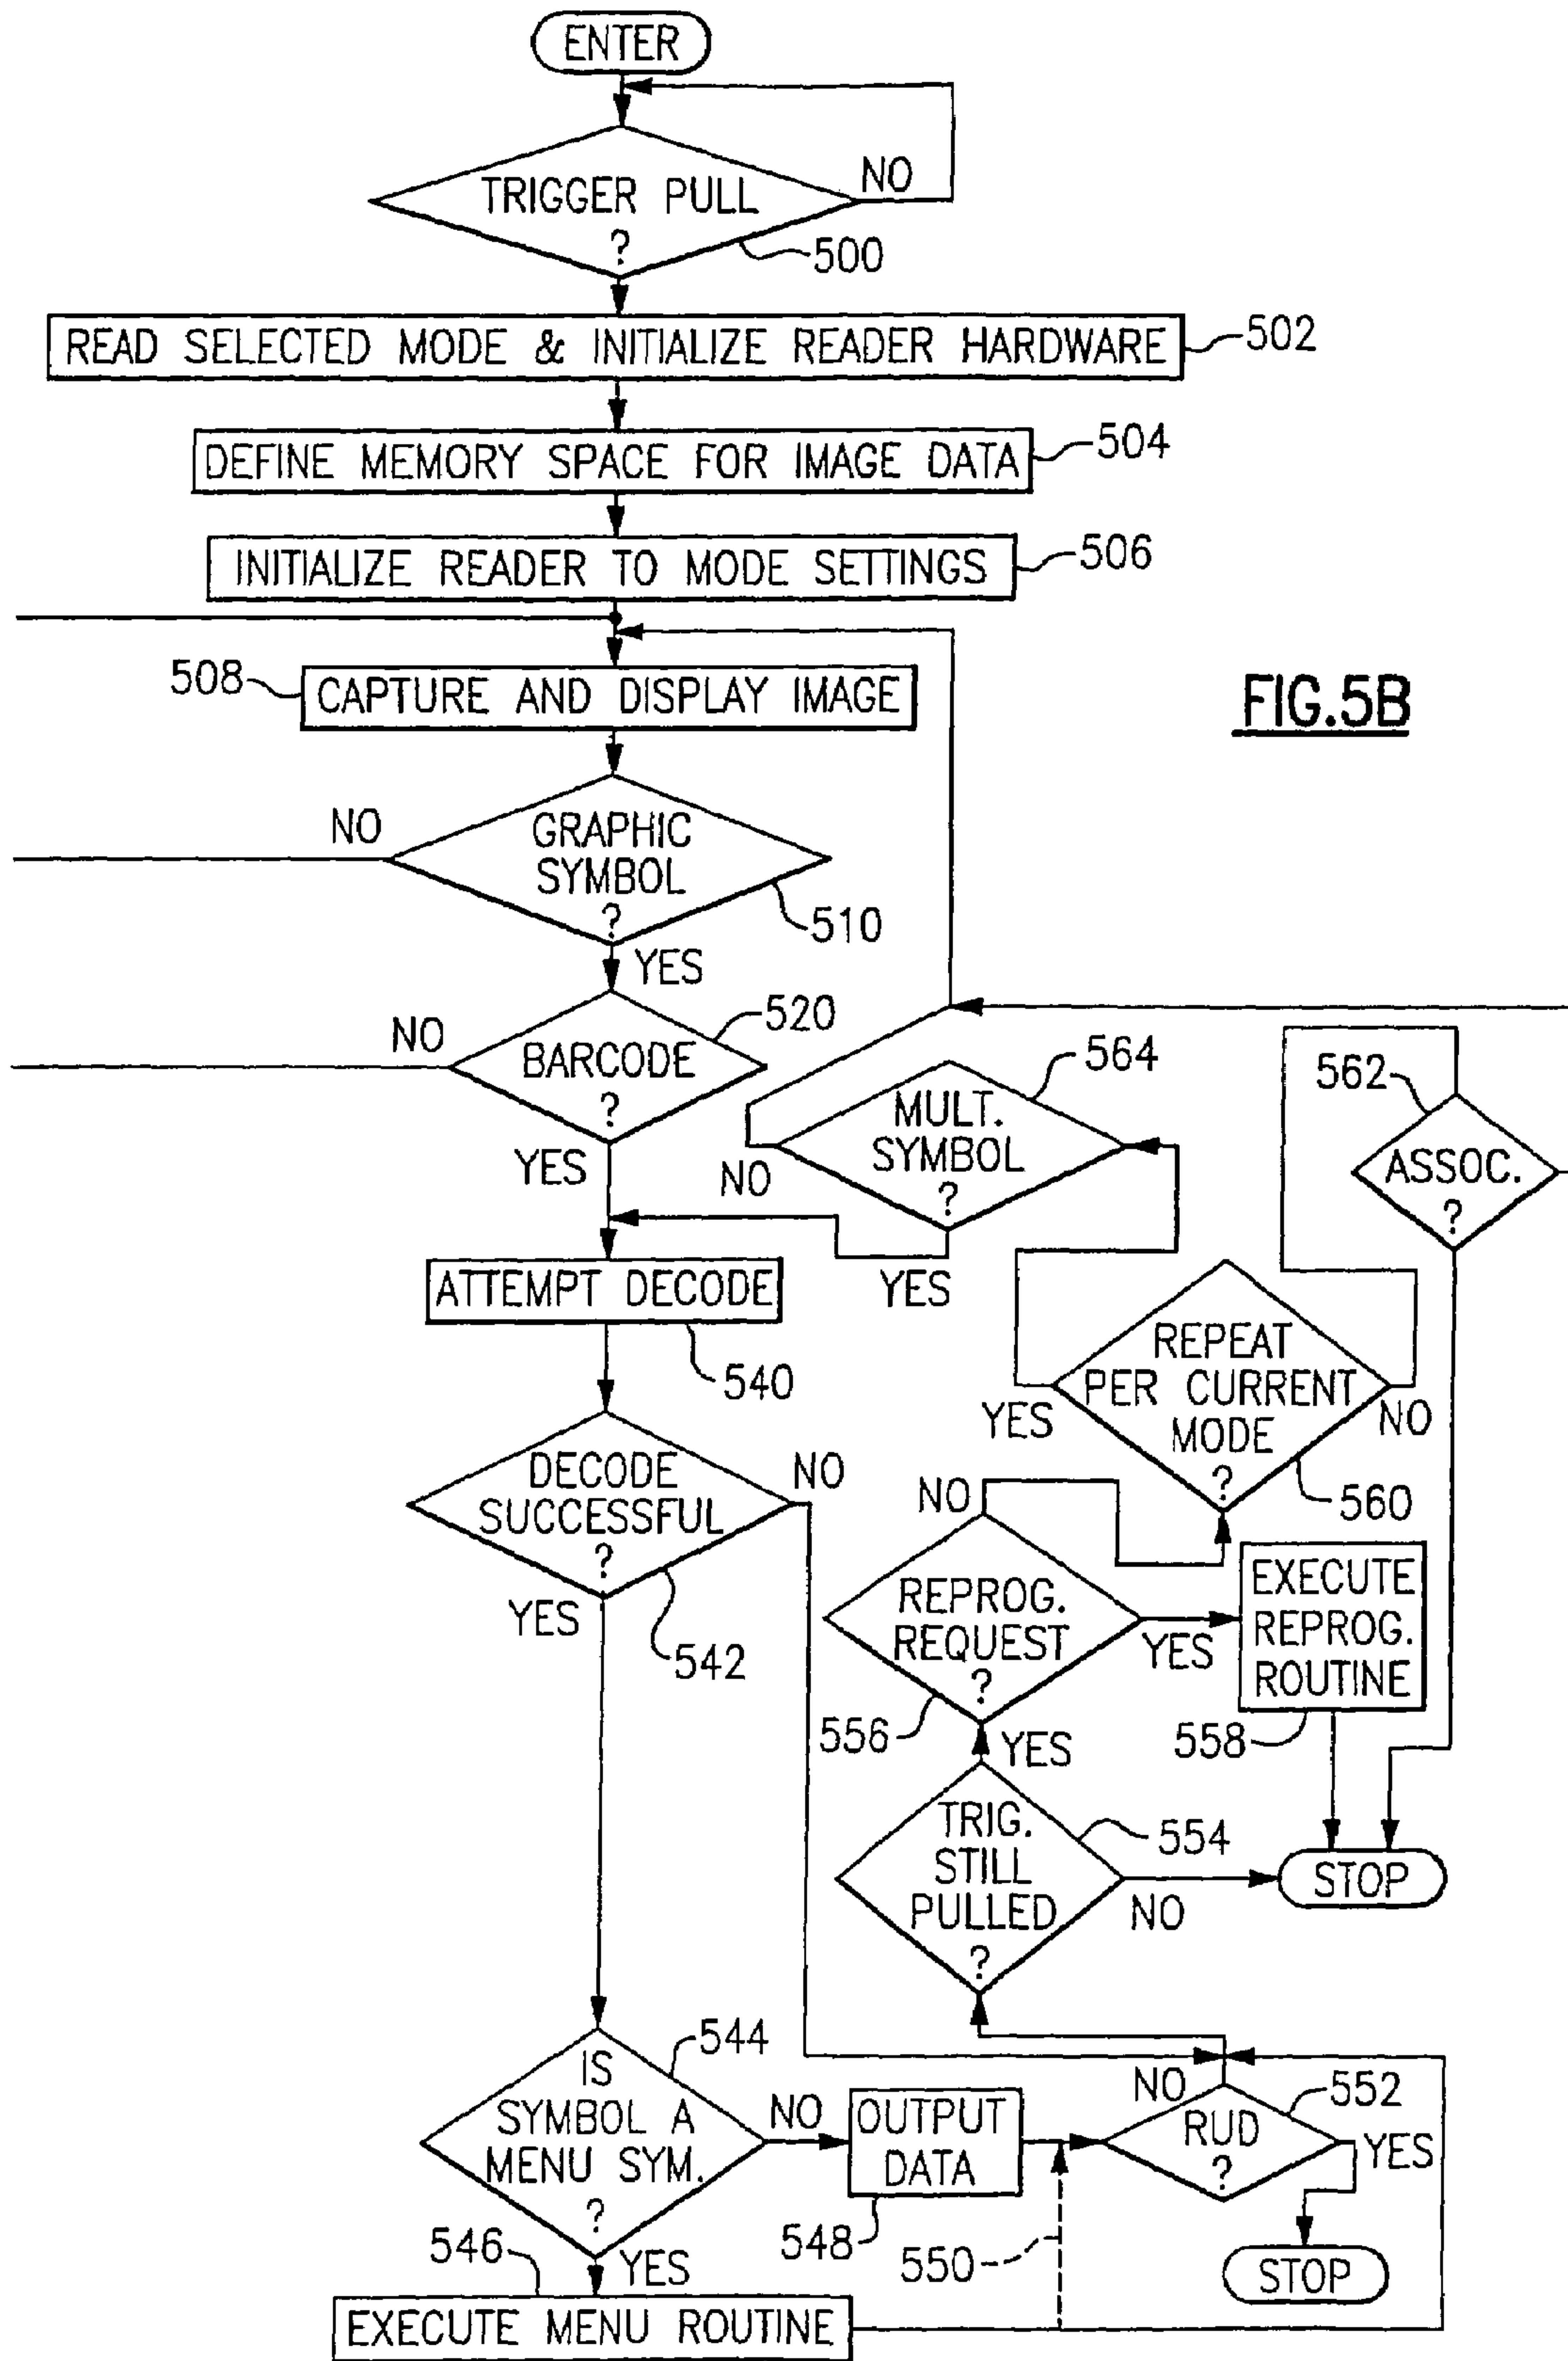 ENTER
TRIGGER PULL
?
NO
500
READ SELECTED MODE & INITIALIZE READER HARDWARE
502
DEFINE MEMORY SPACE FOR IMAGE DATA
504
INITIALIZE READER TO MODE SETTINGS
506
508
CAPTURE AND DISPLAY IMAGE
FIG.5B
NO
GRAPHIC
SYMBOL
?
510
YES
NO
BARCODE
?
520
YES
MULT.
SYMBOL
?
564
NO
YES
562
ASSOC.
?
ATTEMPT DECODE
540
REPEAT
PER CURRENT
MODE
?
YES
NO
560
DECODE
SUCCESSFUL
?
NO
YES
542
NO
REPROG.
REQUEST
?
556
YES
EXECUTE
REPROG.
ROUTINE
558
YES
TRIG.
STILL
PULLED
?
554
NO
STOP
IS
SYMBOL A
MENU SYM.
?
544
NO
OUTPUT
DATA
548
NO
RUD
?
552
YES
550
STOP
546
YES
EXECUTE MENU ROUTINE